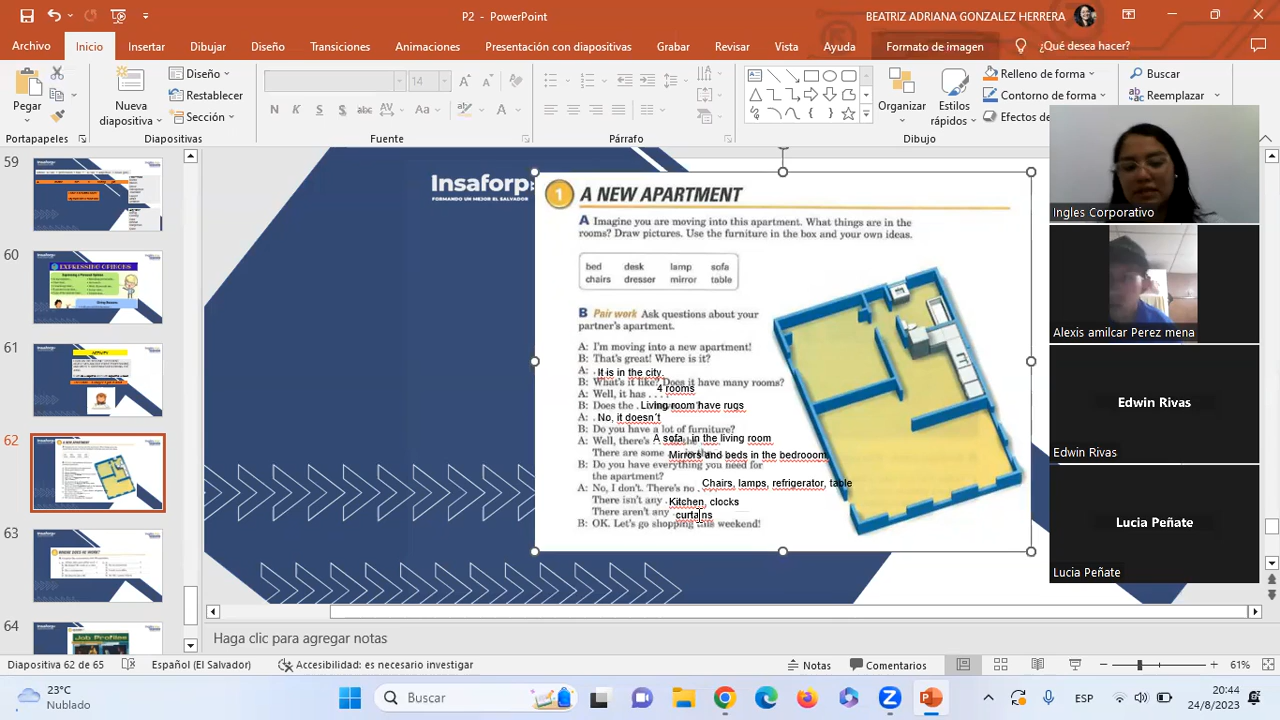 P2 - PowerPoint
BEATRIZ ADRIANA GONZALEZ HERRERA
Archivo Inicio Insertar Dibujar Diseño Transiciones Animaciones Presentación con diapositivas Grabar Revisar Vista Ayuda Formato de imagen ¿Qué desea hacer?
Pegar
Portapapeles
Nueva diapositiva
Diseño
Restablecer
Sección
Diapositivas
14
N K S S abc AV Aa A
Fuente
Párrafo
Organizar
Estilos rápidos
Relleno de forma
Contorno de forma
Efectos de
Dibujo
Buscar
Reemplazar
59
60
EXPRESSING OPINIONS
61
62
63
64
Job Profiles
Insaforp
FORMANDO UN MEJOR EL SALVADOR
1 A NEW APARTMENT
A Imagine you are moving into this apartment. What things are in the
rooms? Draw pictures. Use the furniture in the box and your own ideas.
bed desk lamp sofa
chairs dresser mirror table
B Pair work Ask questions about your
partner's apartment.
A: I'm moving into a new apartment!
B: That's great! Where is it?
A: . It is in the city.
B: What's it like? Does it have many rooms?
A: Well, it has . . . 4 rooms
B: Does the . Living room have rugs
A: . No, it doesn´t
B: Do you have a lot of furniture?
A: Well, there's A sofa in the living room
There are some Mirrors and beds in the bedrooom
B: Do you have everything you need for
the apartment?
A: No, I don't. There's no . Chairs, lamps, refrigerator, table
There isn't any . Kitchen, clocks
There aren't any curtains
B: OK. Let's go shopping this weekend!
Ingles Corporativo
Alexis amilcar Perez mena
Edwin Rivas
Edwin Rivas
Lucia Peñate
Lucia Peñate
Haga clic para agregar notas
Diapositiva 62 de 65 Español (El Salvador) Accesibilidad: es necesario investigar Notas Comentarios 61%
23°C
Nublado
Buscar
ESP
20:44
24/8/2023